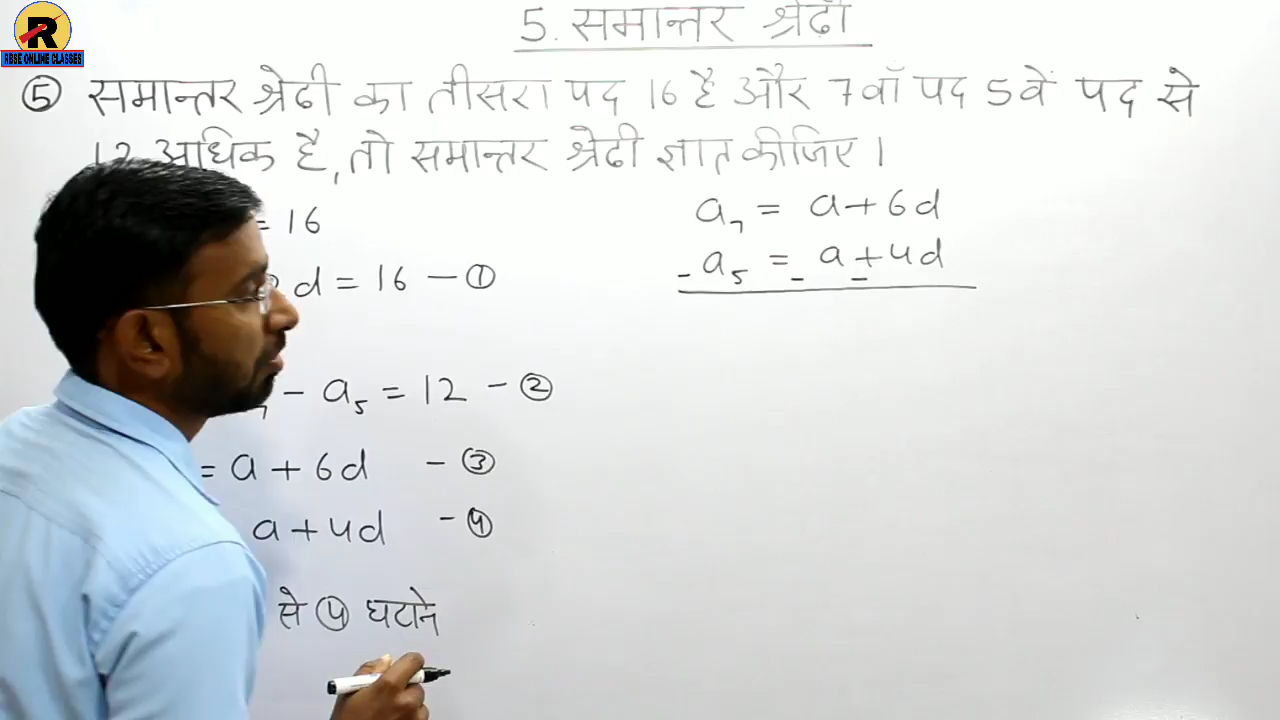 R
RBSE ONLINE CLASSES
5. समान्तर श्रेढ़ी
⑤ समान्तर श्रेढी का तीसरा पद 16 है और 7वाँ पद 5वें पद से
12 अधिक है, तो समान्तर श्रेढी ज्ञात कीजिए।
= 16
d = 16 — ①
- a₅ = 12 - ②
= a + 6d - ③
a + 4d - ④
से ④ घटाने
a₇ = a + 6d
- a₅ = - a + 4d
-